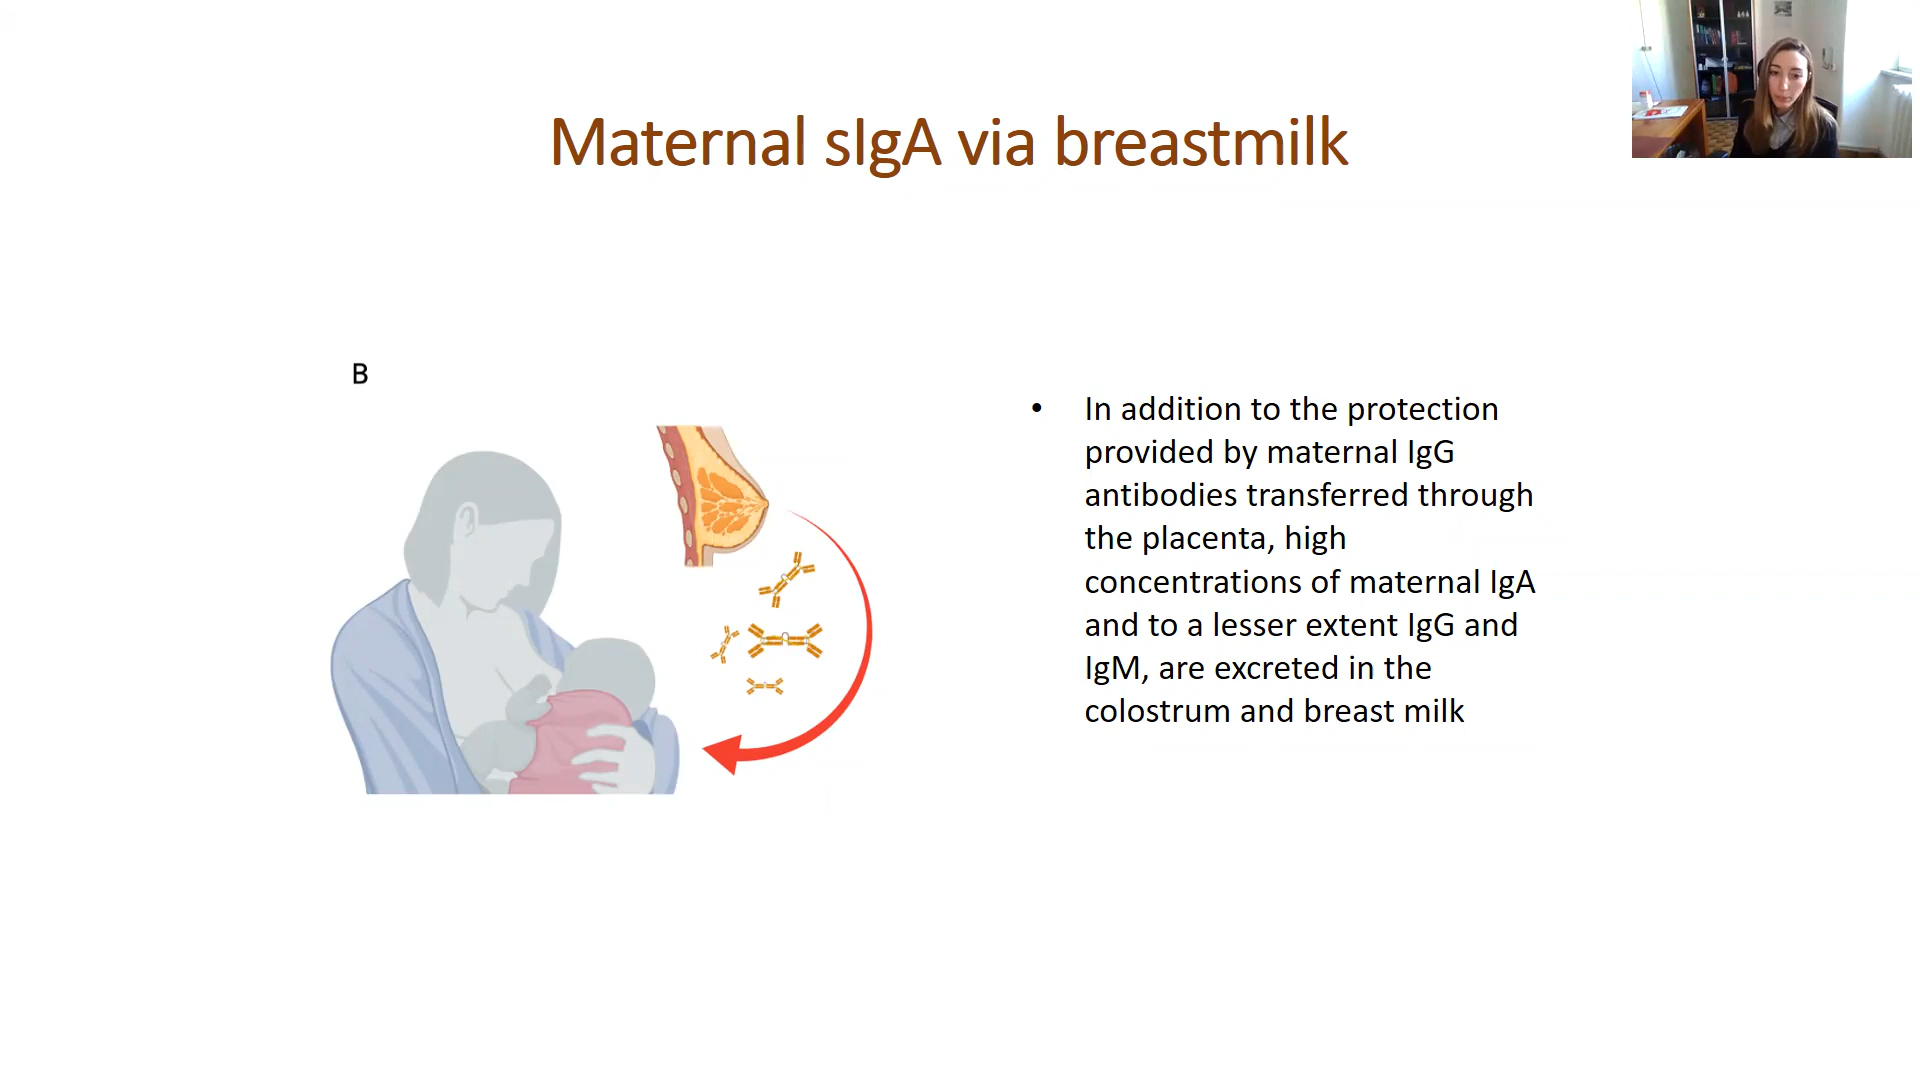 Maternal sIgA via breastmilk
B
• In addition to the protection
provided by maternal IgG
antibodies transferred through
the placenta, high
concentrations of maternal IgA
and to a lesser extent IgG and
IgM, are excreted in the
colostrum and breast milk